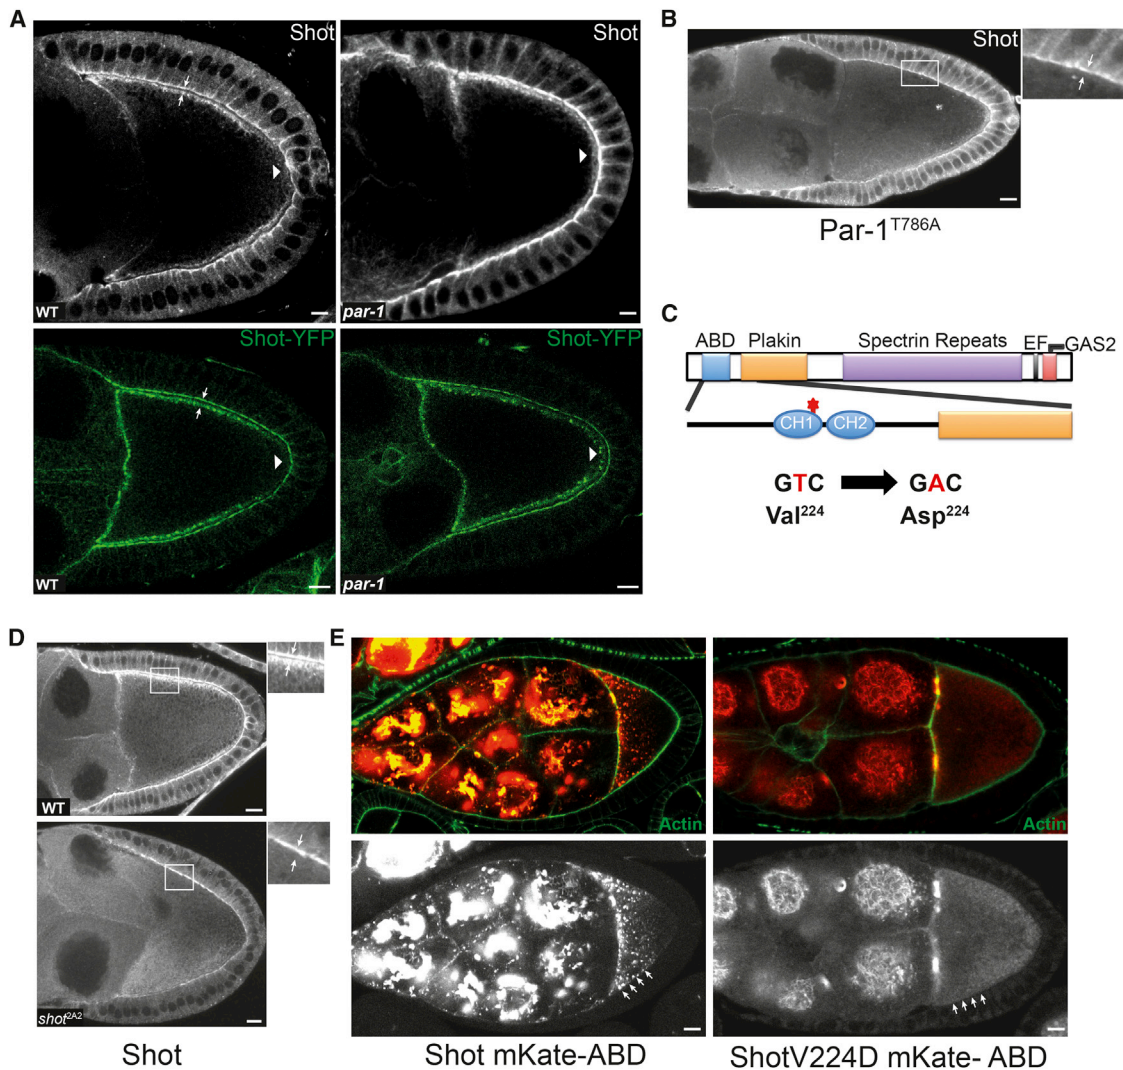 A
Shot
Shot
WT
par-1
Shot-YFP
Shot-YFP
WT
par-1
B
Shot
Par-1T786A
C
ABD Plakin Spectrin Repeats EF GAS2
CH1 CH2
GTC GAC
Val224 Asp224
D
WT
shot2A2
Shot
E
Actin
Actin
Shot mKate-ABD
ShotV224D mKate- ABD